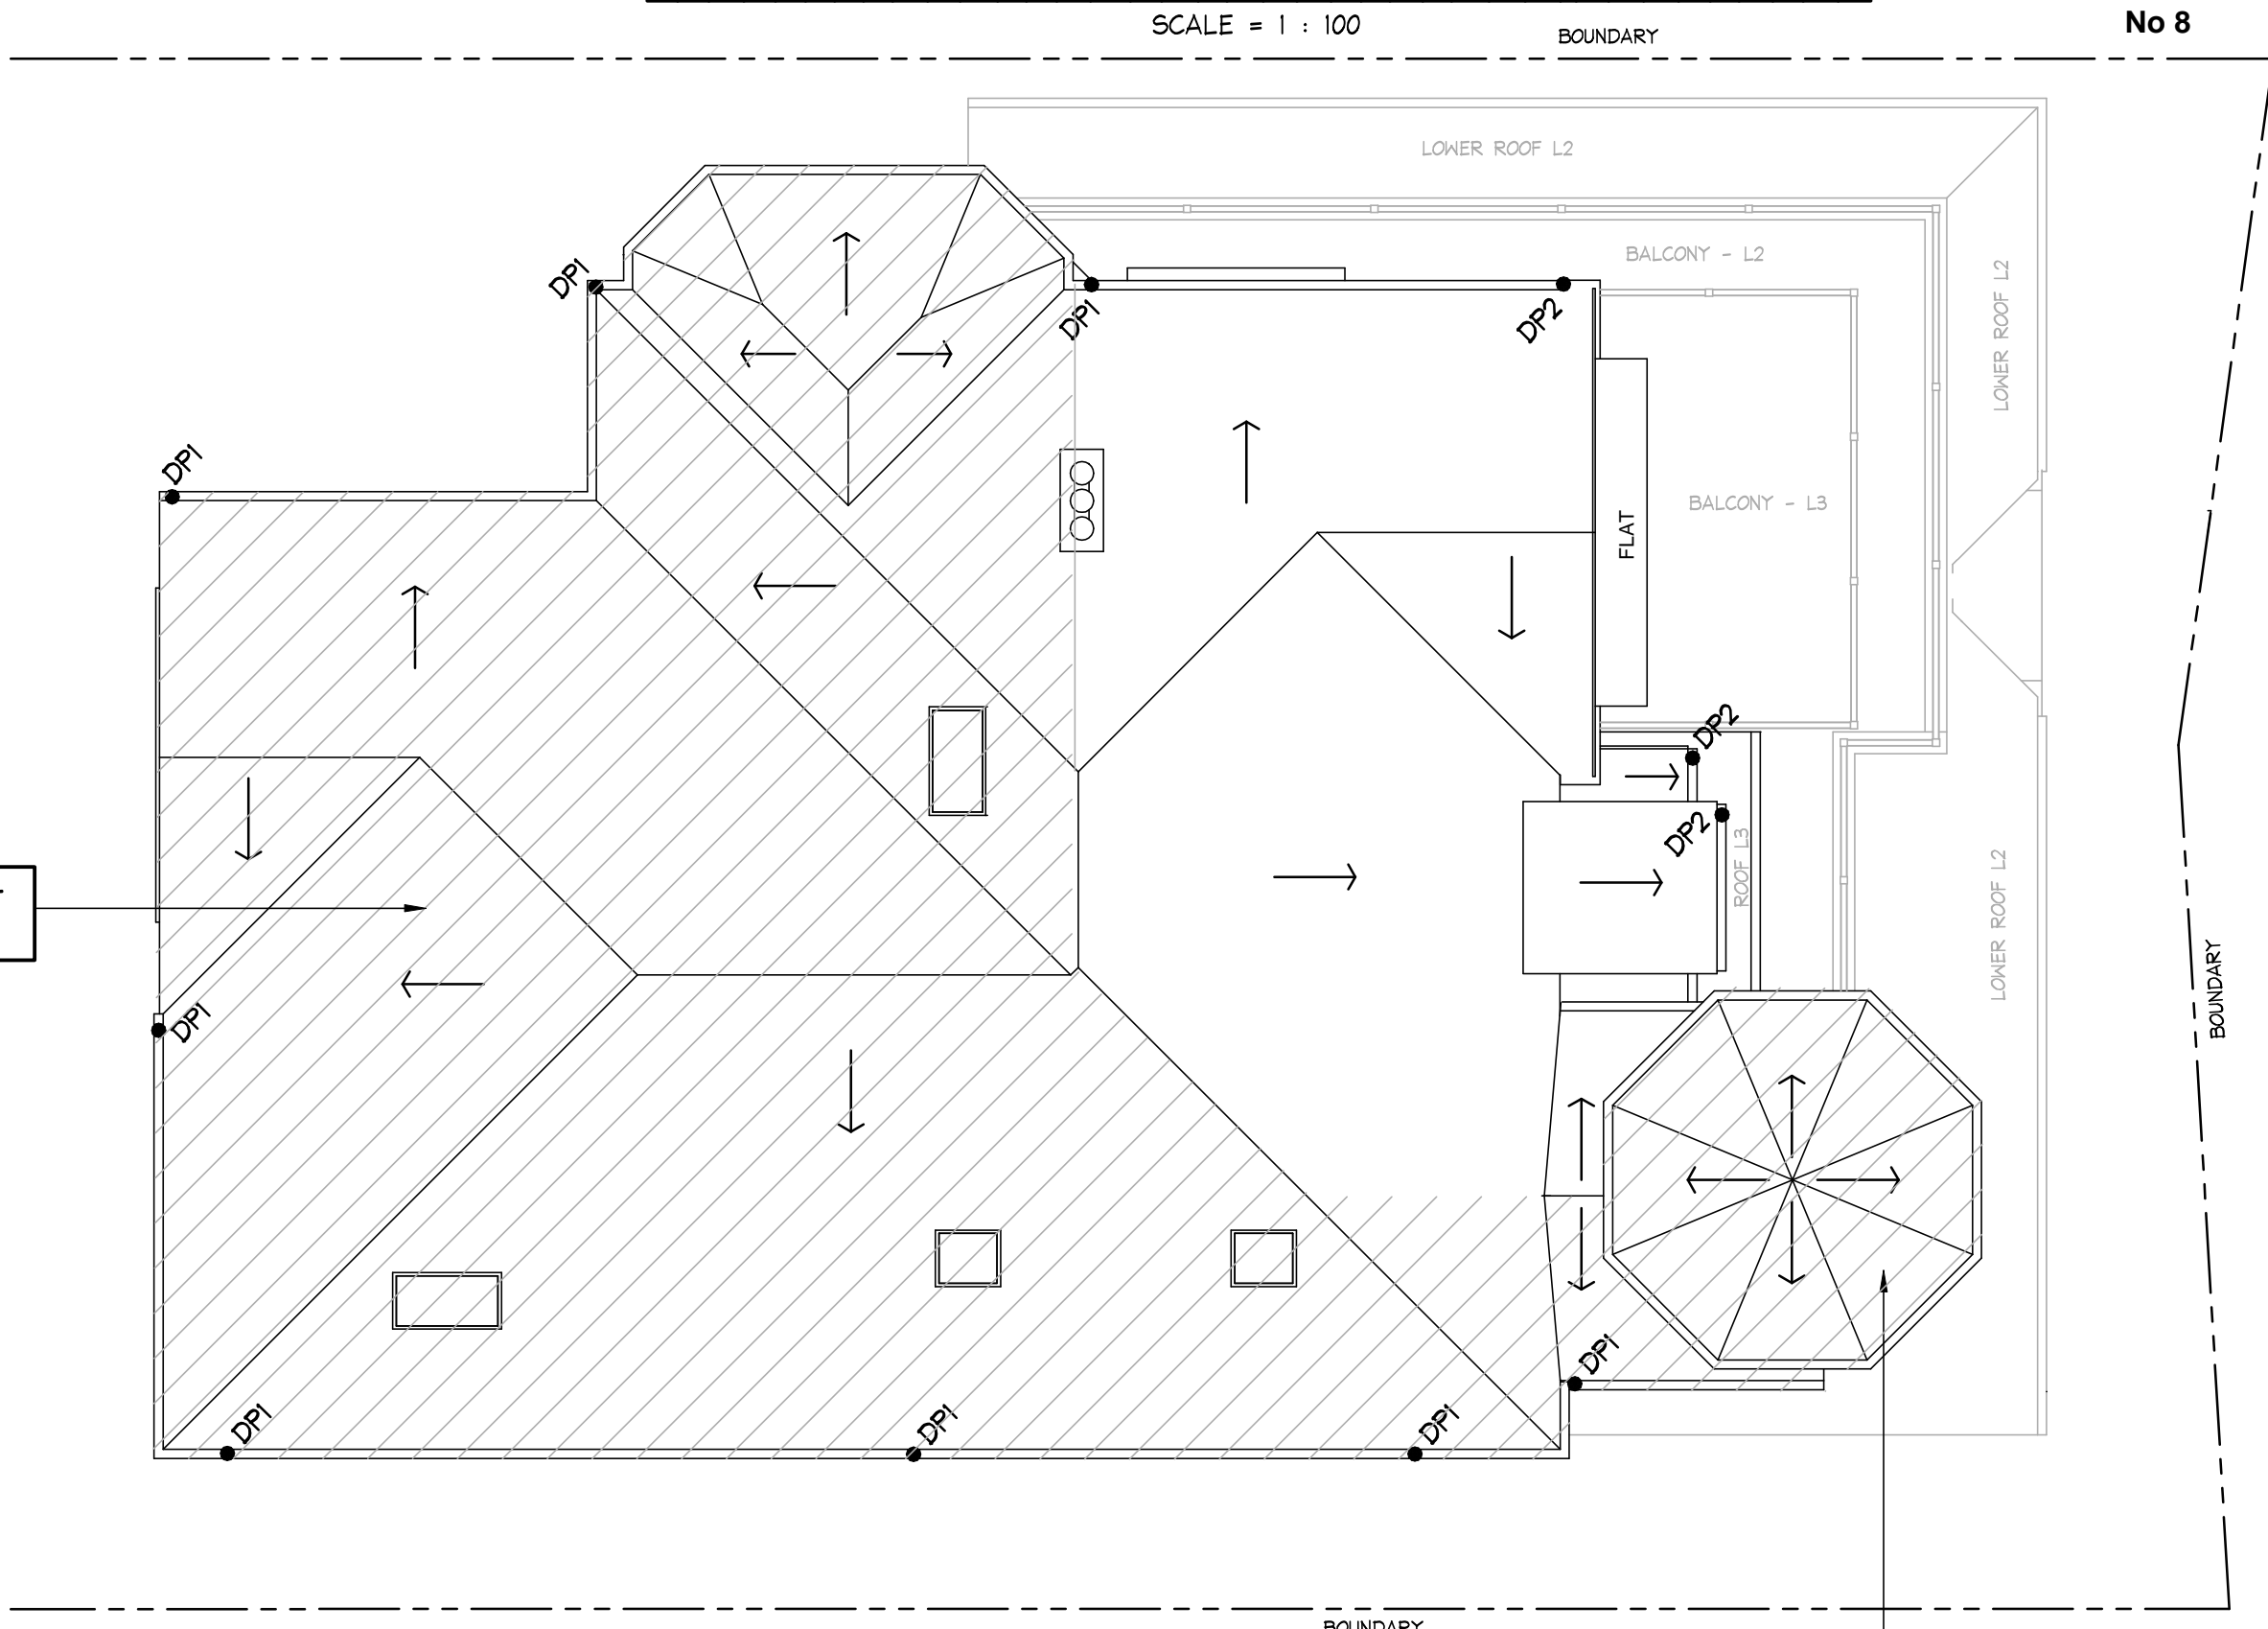 SCALE = 1 : 100
No 8
BOUNDARY
LOWER ROOF L2
BALCONY - L2
DP1
DP1
DP2
LOWER ROOF L2
DP1
BALCONY - L3
FLAT
DP2
DP2
ROOF L3
LOWER ROOF L2
BOUNDARY
DP1
DP1
DP1
DP1
DP1
BOUNDARY